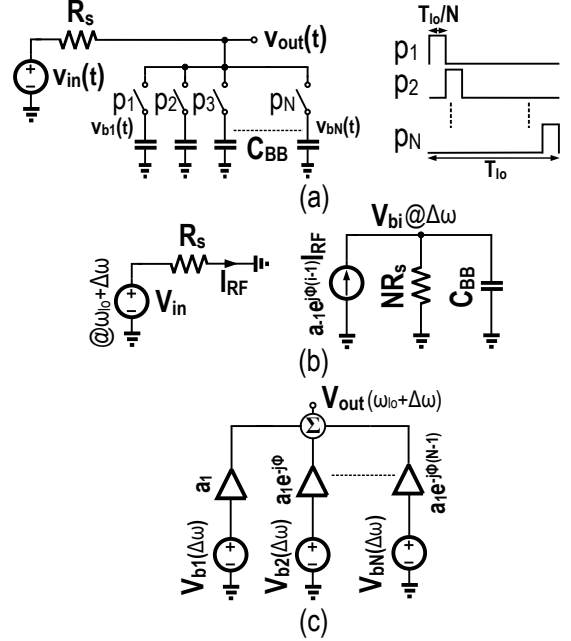 Rs
vout(t)
vin(t)
p1 p2 p3 pN
vb1(t) vbN(t)
CBB
Tlo/N
p1
p2
pN
Tlo
(a)
Rs
IRF
Vin
@ωlo+Δω
Vbi @Δω
a-1e^jΦ(i-1)IRF
NRs
CBB
(b)
Vout(ωlo+Δω)
Σ
a1
a1e^-jΦ
a1e^-jΦ(N-1)
Vb1(Δω)
Vb2(Δω)
VbN(Δω)
(c)